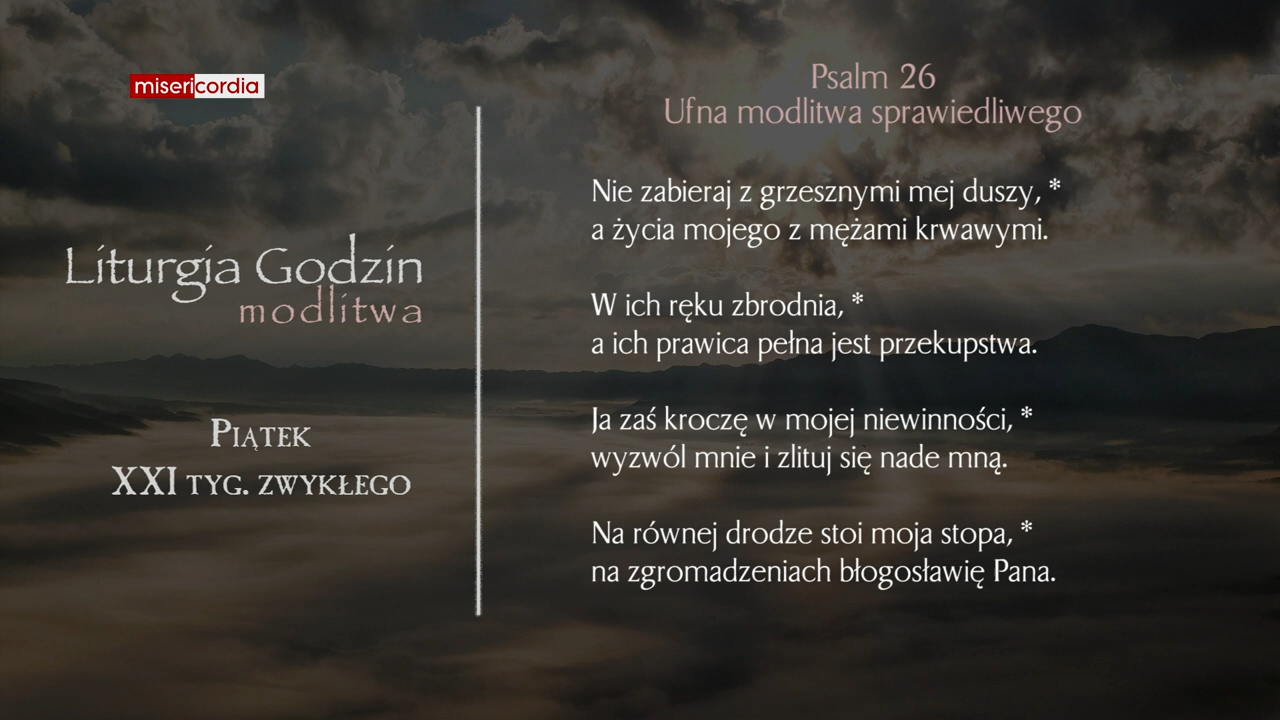 misericordia
Liturgia Godzin
modlitwa
Piątek
XXI tyg. zwykłego
Psalm 26
Ufna modlitwa sprawiedliwego
Nie zabieraj z grzesznymi mej duszy, *
a życia mojego z mężami krwawymi.
W ich ręku zbrodnia, *
a ich prawica pełna jest przekupstwa.
Ja zaś kroczę w mojej niewinności, *
wyzwól mnie i zlituj się nade mną.
Na równej drodze stoi moja stopa, *
na zgromadzeniach błogosławię Pana.